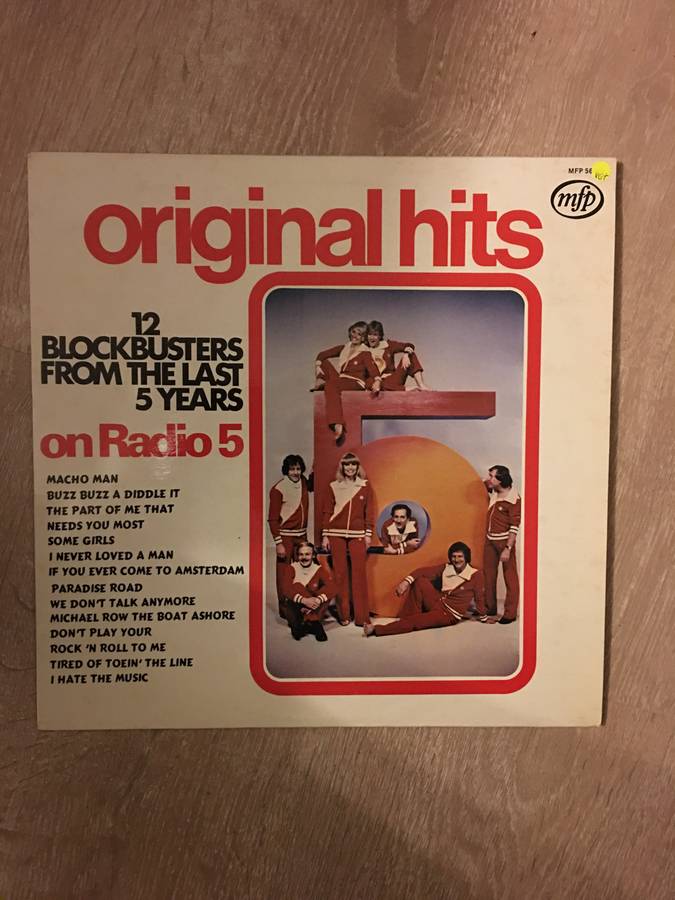 MFP 56
mfp
original hits
12
BLOCKBUSTERS
FROM THE LAST
5 YEARS
on Radio 5
MACHO MAN
BUZZ BUZZ A DIDDLE IT
THE PART OF ME THAT
NEEDS YOU MOST
SOME GIRLS
I NEVER LOVED A MAN
IF YOU EVER COME TO AMSTERDAM
PARADISE ROAD
WE DON'T TALK ANYMORE
MICHAEL ROW THE BOAT ASHORE
DON'T PLAY YOUR
ROCK 'N ROLL TO ME
TIRED OF TOEIN' THE LINE
I HATE THE MUSIC